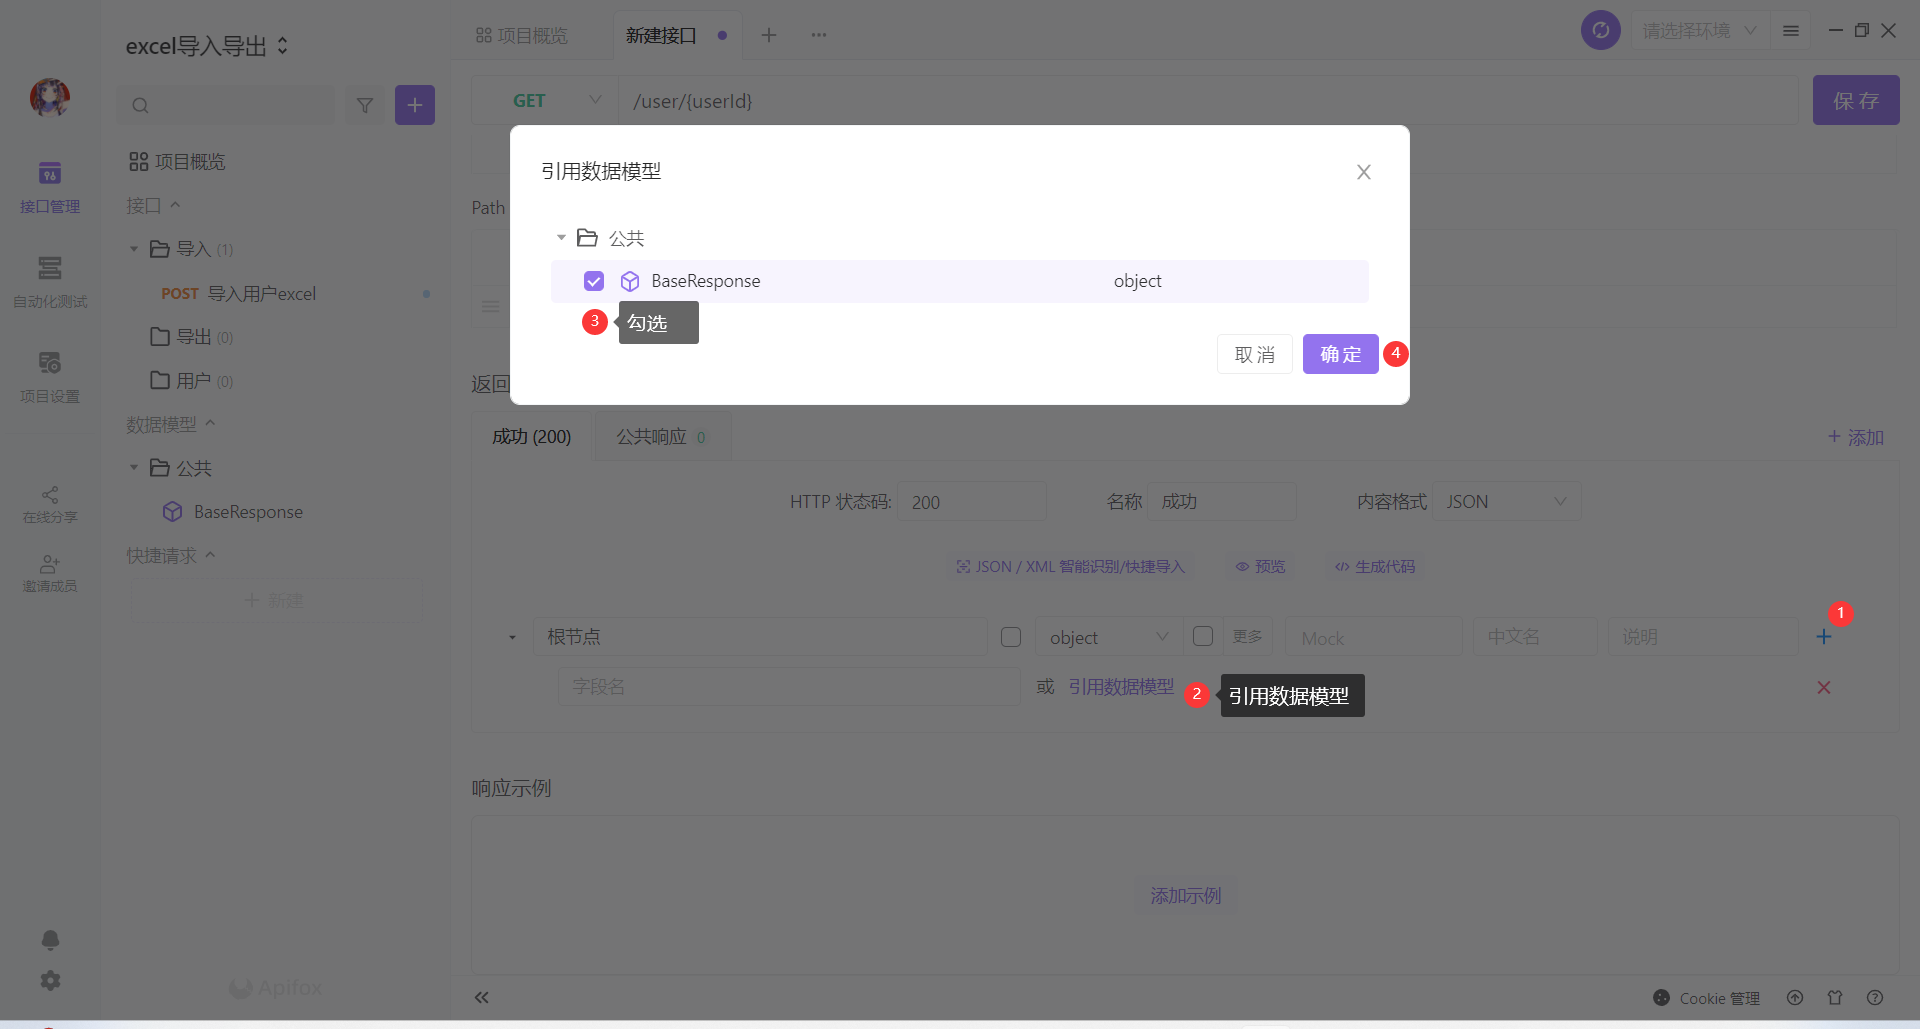 excel导入导出
项目概览
新建接口
请选择环境
GET
/user/{userId}
保存
项目概览
接口管理
接口
导入 (1)
POST 导入用户excel
自动化测试
导出 (0)
用户 (0)
项目设置
数据模型
公共
BaseResponse
在线分享
快捷请求
邀请成员
新建
Apifox
Path
引用数据模型
公共
BaseResponse
object
3
勾选
取消
确定
4
返回
成功 (200)
公共响应 0
添加
HTTP 状态码:
200
名称
成功
内容格式
JSON
JSON / XML 智能识别/快捷导入
预览
生成代码
1
根节点
object
更多
Mock
中文名
说明
字段名
或
引用数据模型
2
引用数据模型
响应示例
添加示例
Cookie 管理